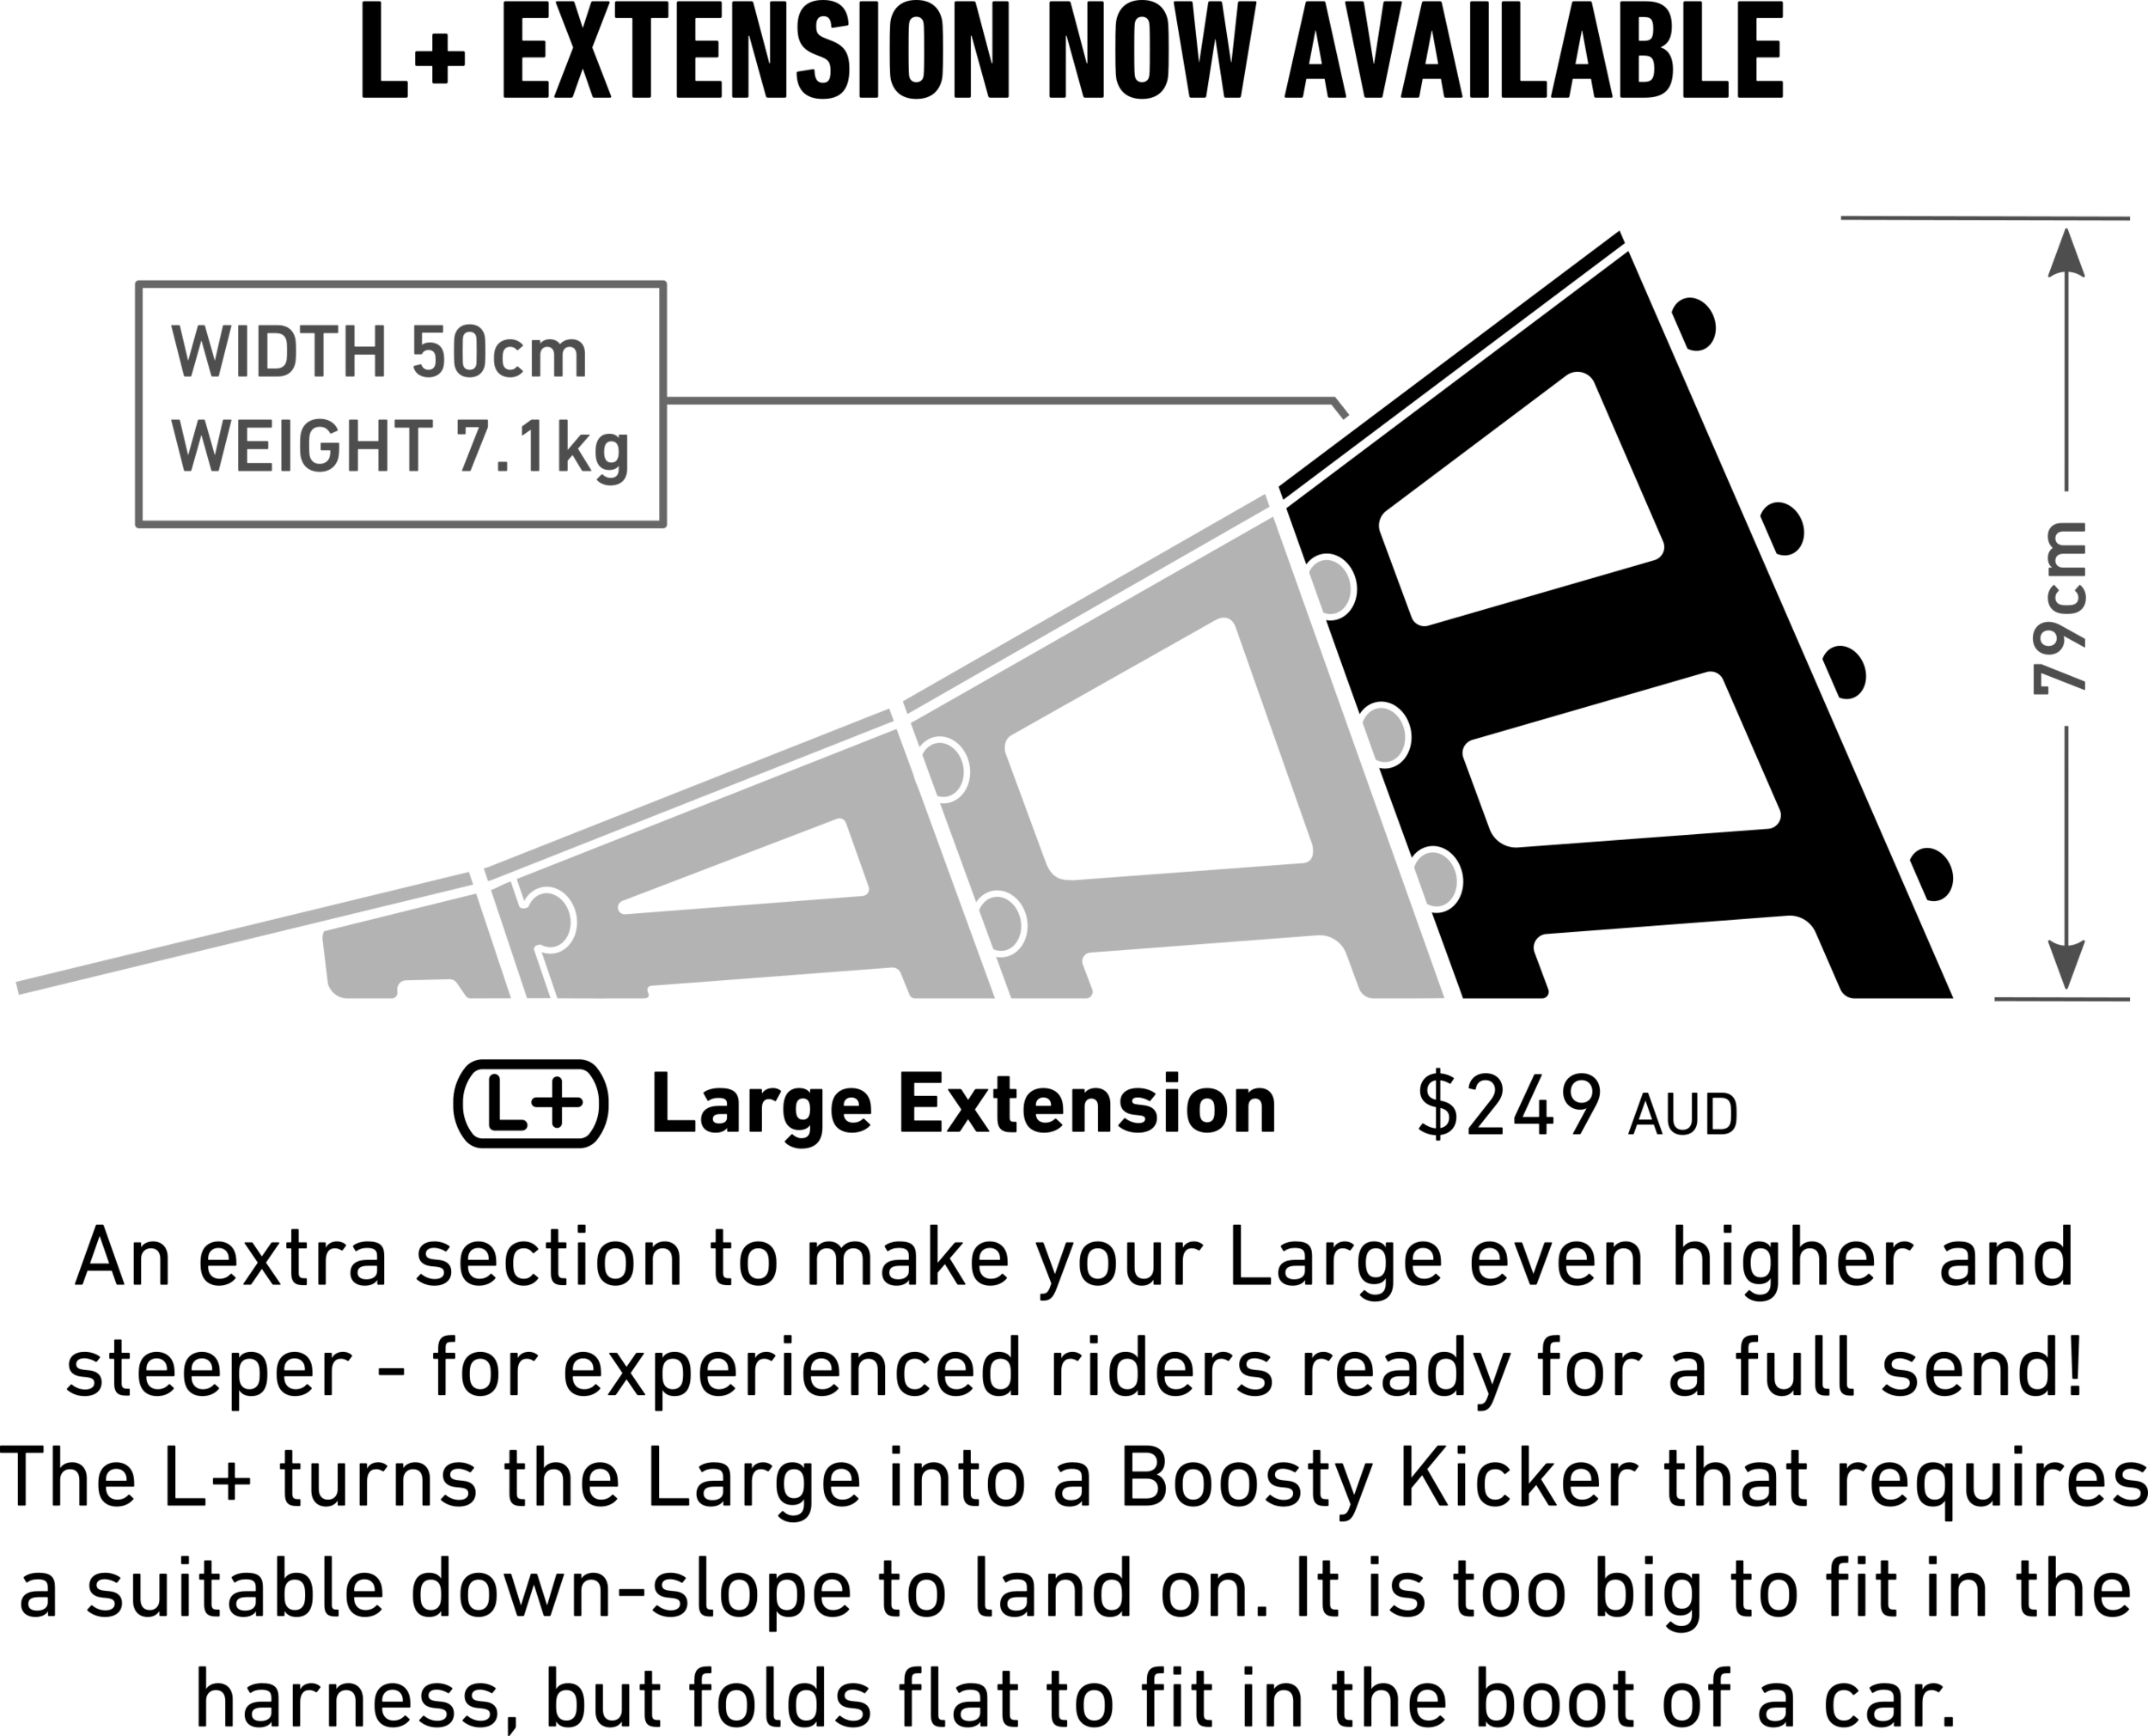 L+ EXTENSION NOW AVAILABLE
WIDTH 50cm
WEIGHT 7.1kg
79cm
L+ Large Extension $249 AUD
An extra section to make your Large even higher and
steeper - for experienced riders ready for a full send!
The L+ turns the Large into a Boosty Kicker that requires
a suitable down-slope to land on. It is too big to fit in the
harness, but folds flat to fit in the boot of a car.